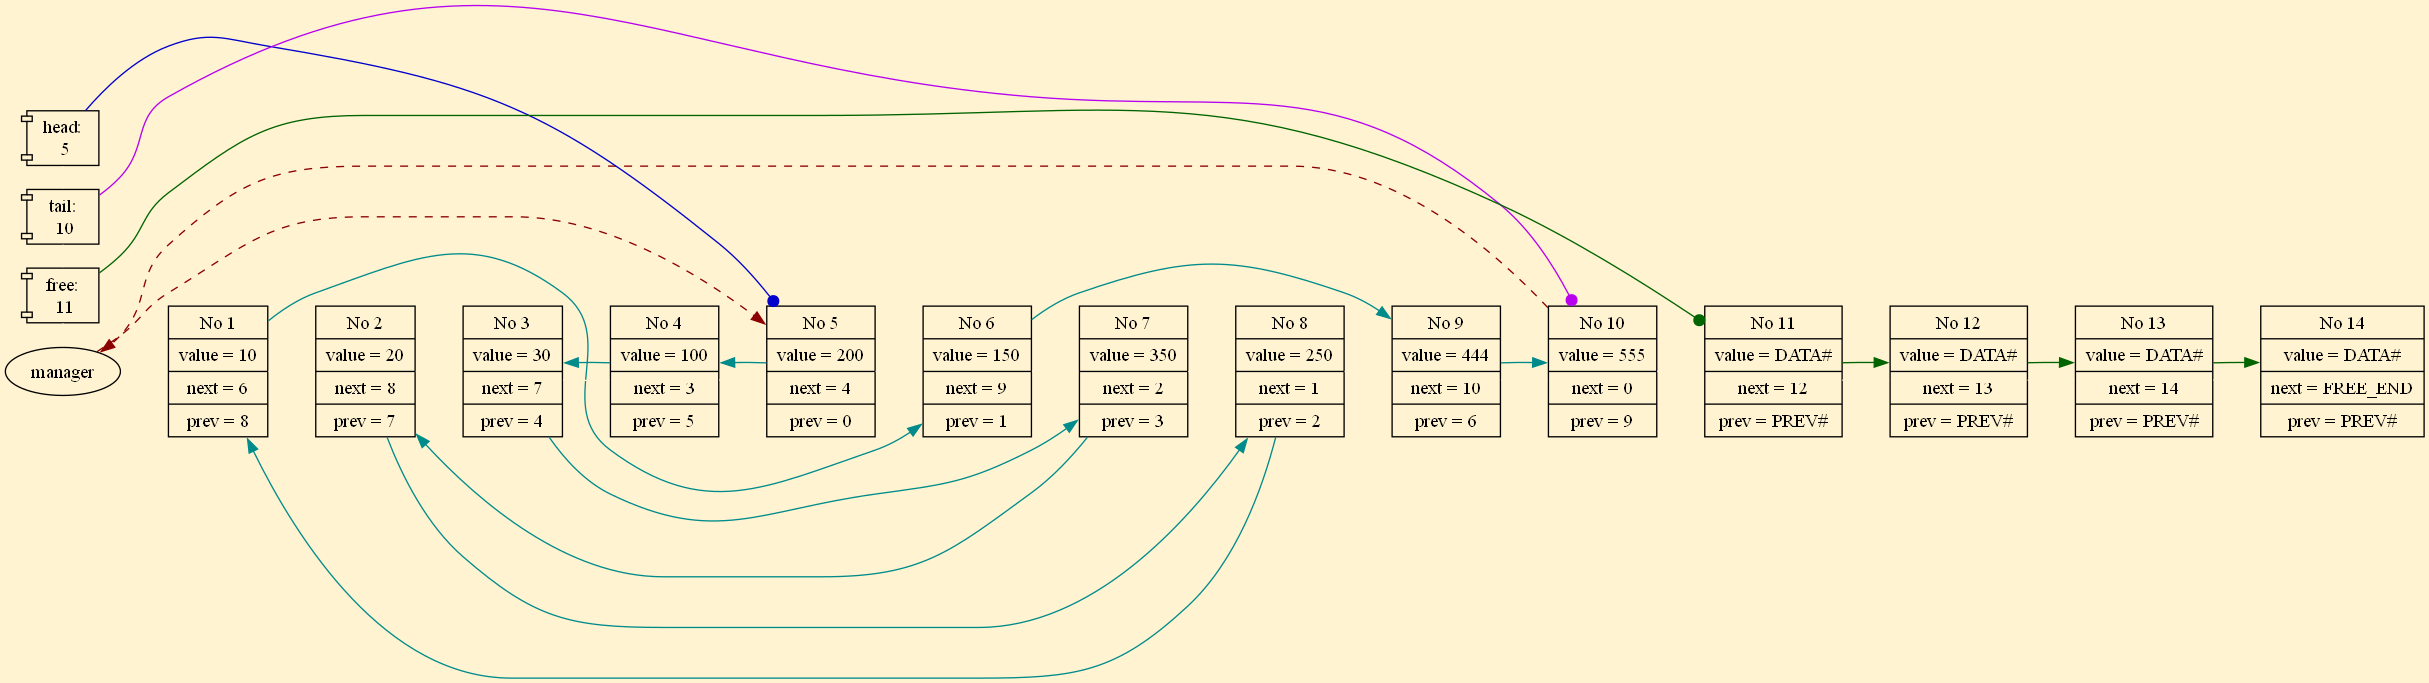 head:
5
tail:
10
free:
11
manager
No 1
value = 10
next = 6
prev = 8
No 2
value = 20
next = 8
prev = 7
No 3
value = 30
next = 7
prev = 4
No 4
value = 100
next = 3
prev = 5
No 5
value = 200
next = 4
prev = 0
No 6
value = 150
next = 9
prev = 1
No 7
value = 350
next = 2
prev = 3
No 8
value = 250
next = 1
prev = 2
No 9
value = 444
next = 10
prev = 6
No 10
value = 555
next = 0
prev = 9
No 11
value = DATA#
next = 12
prev = PREV#
No 12
value = DATA#
next = 13
prev = PREV#
No 13
value = DATA#
next = 14
prev = PREV#
No 14
value = DATA#
next = FREE_END
prev = PREV#